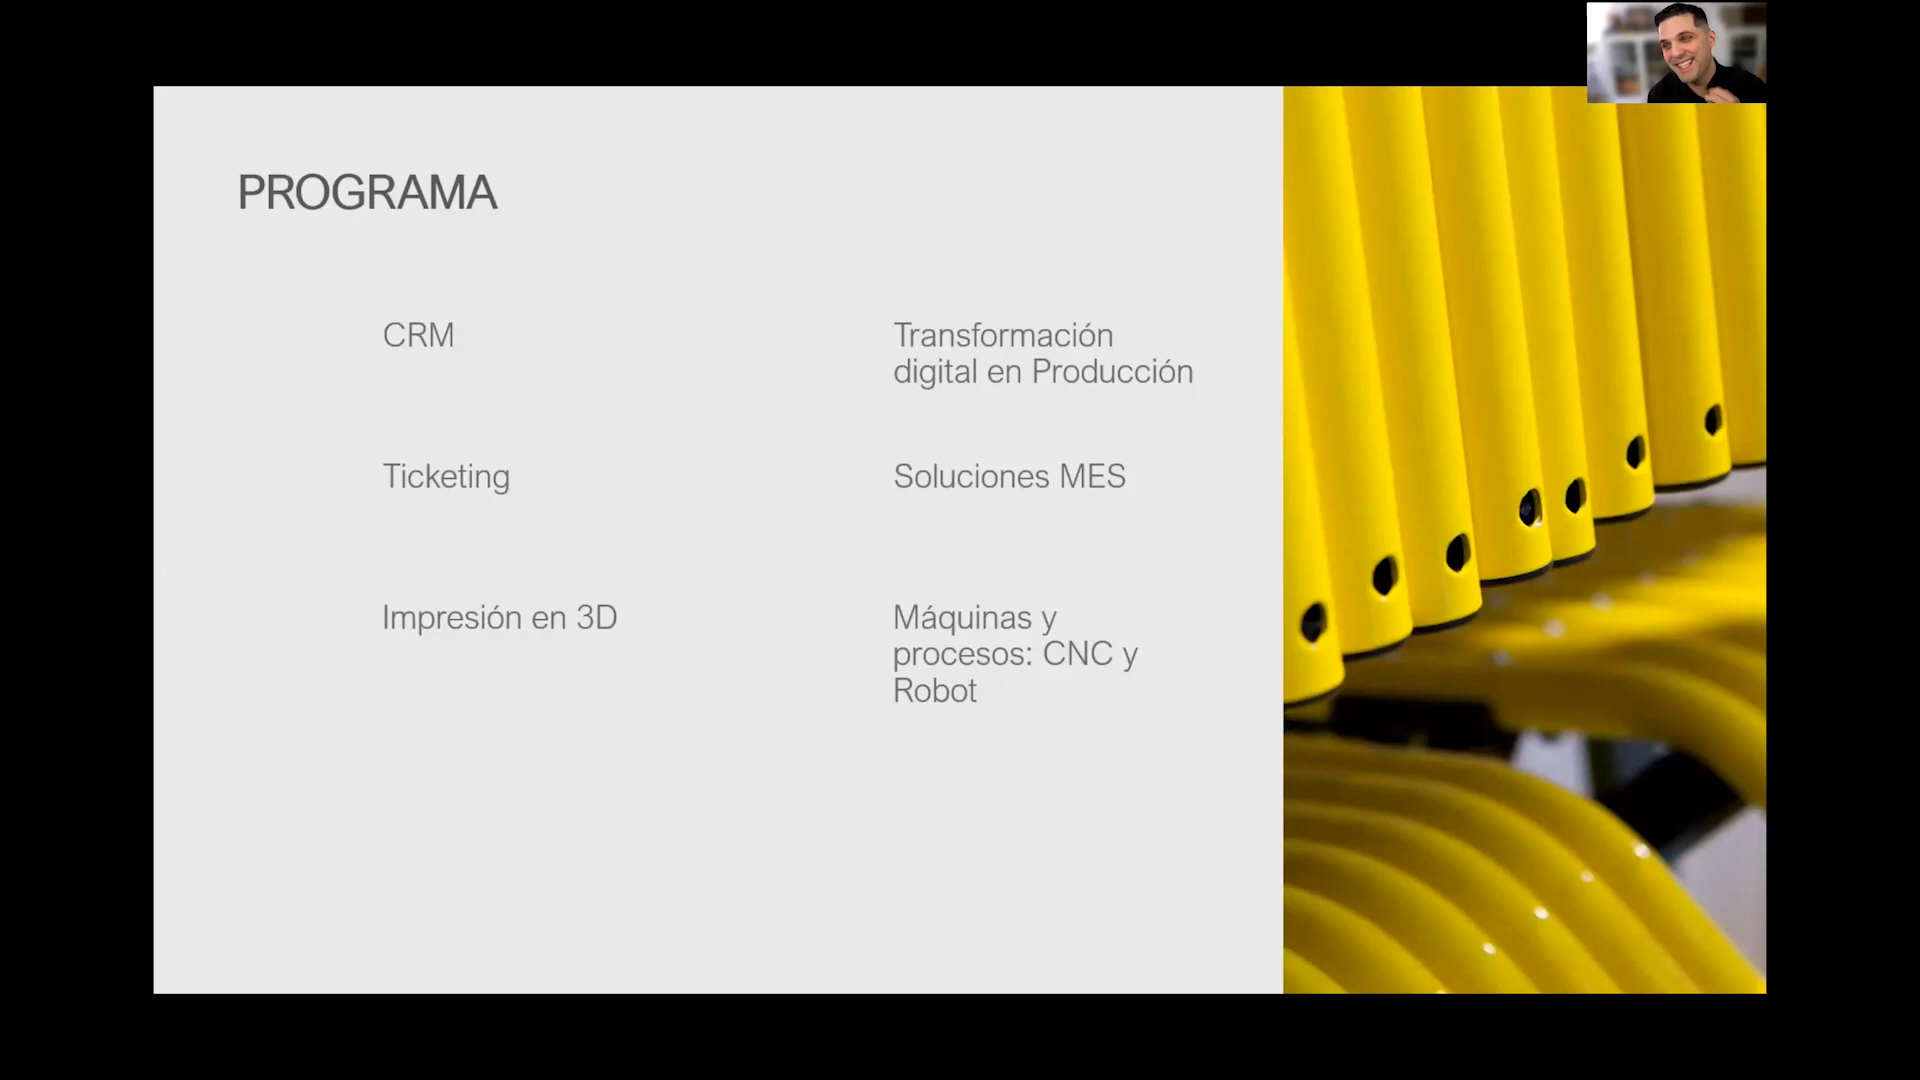 PROGRAMA
CRM
Ticketing
Impresión en 3D
Transformación
digital en Producción
Soluciones MES
Máquinas y
procesos: CNC y
Robot